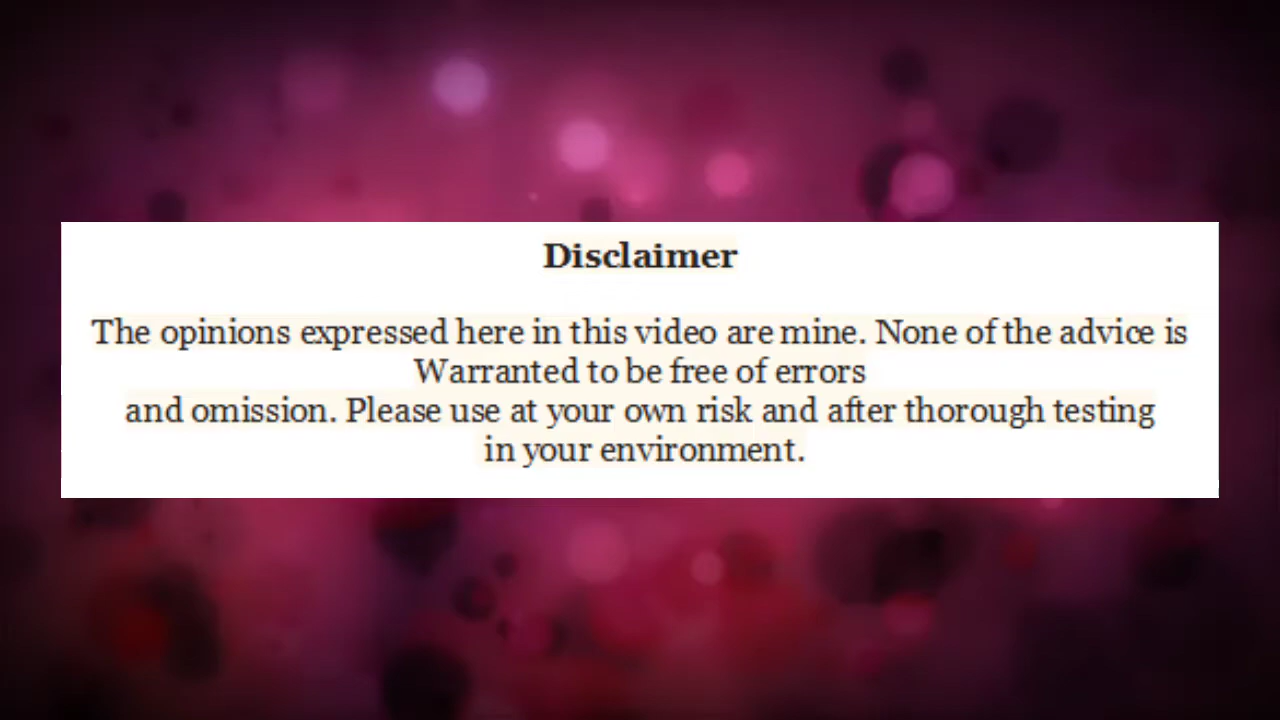 Disclaimer
The opinions expressed here in this video are mine. None of the advice is
Warranted to be free of errors
and omission. Please use at your own risk and after thorough testing
in your environment.